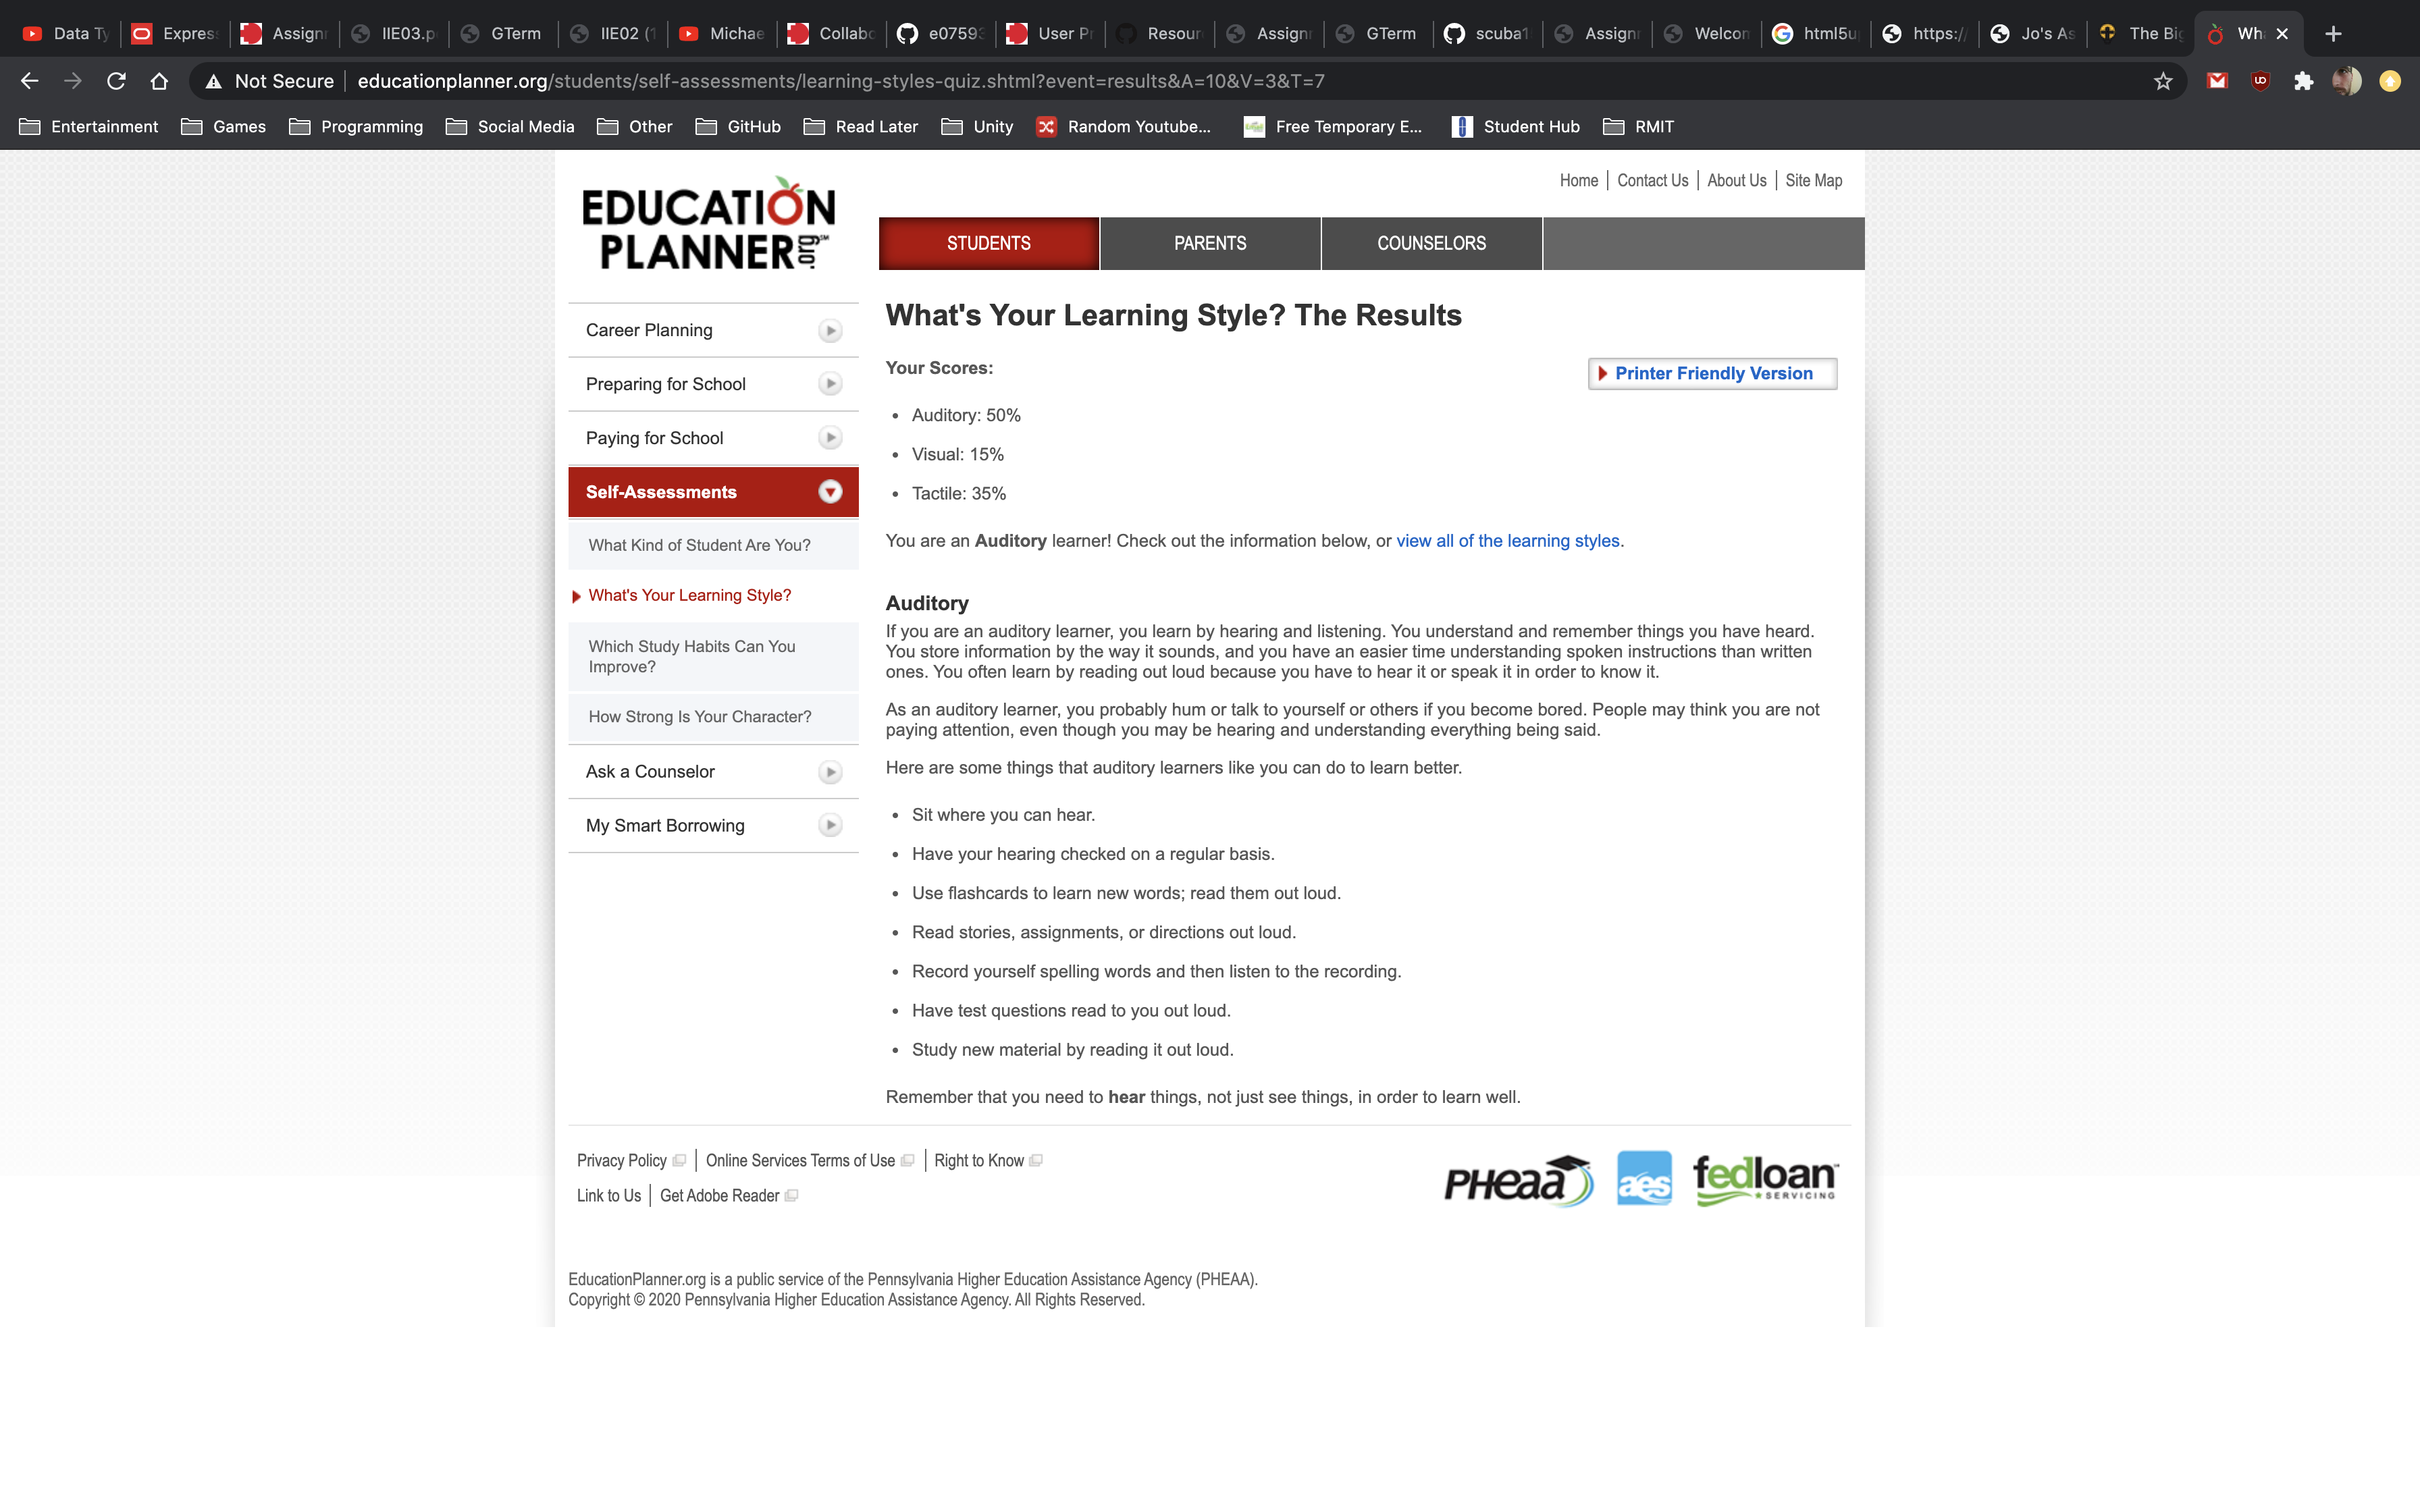 Data Ty
Expres
Assign
IIE03.p
GTerm
IIE02 (1
Michae
Collabo
e07593
User Pr
Resour
Assign
GTerm
scuba1
Assign
Welcom
html5u
https:/
Jo's As
The Big
Wh
Not Secure
educationplanner.org/students/self-assessments/learning-styles-quiz.shtml?event=results&A=10&V=3&T=7
Entertainment
Games
Programming
Social Media
Other
GitHub
Read Later
Unity
Random Youtube...
Free Temporary E...
Student Hub
RMIT
EDUCATION
PLANNER.org
Home | Contact Us | About Us | Site Map
STUDENTS
PARENTS
COUNSELORS
Career Planning
Preparing for School
Paying for School
Self-Assessments
What Kind of Student Are You?
What's Your Learning Style?
Which Study Habits Can You
Improve?
How Strong Is Your Character?
Ask a Counselor
My Smart Borrowing
What's Your Learning Style? The Results
Your Scores:
Printer Friendly Version
• Auditory: 50%
• Visual: 15%
• Tactile: 35%
You are an Auditory learner! Check out the information below, or view all of the learning styles.
Auditory
If you are an auditory learner, you learn by hearing and listening. You understand and remember things you have heard.
You store information by the way it sounds, and you have an easier time understanding spoken instructions than written
ones. You often learn by reading out loud because you have to hear it or speak it in order to know it.
As an auditory learner, you probably hum or talk to yourself or others if you become bored. People may think you are not
paying attention, even though you may be hearing and understanding everything being said.
Here are some things that auditory learners like you can do to learn better.
• Sit where you can hear.
• Have your hearing checked on a regular basis.
• Use flashcards to learn new words; read them out loud.
• Read stories, assignments, or directions out loud.
• Record yourself spelling words and then listen to the recording.
• Have test questions read to you out loud.
• Study new material by reading it out loud.
Remember that you need to hear things, not just see things, in order to learn well.
Privacy Policy | Online Services Terms of Use | Right to Know
Link to Us | Get Adobe Reader
PHEAA
aes
fedloan
SERVICING
EducationPlanner.org is a public service of the Pennsylvania Higher Education Assistance Agency (PHEAA).
Copyright © 2020 Pennsylvania Higher Education Assistance Agency. All Rights Reserved.